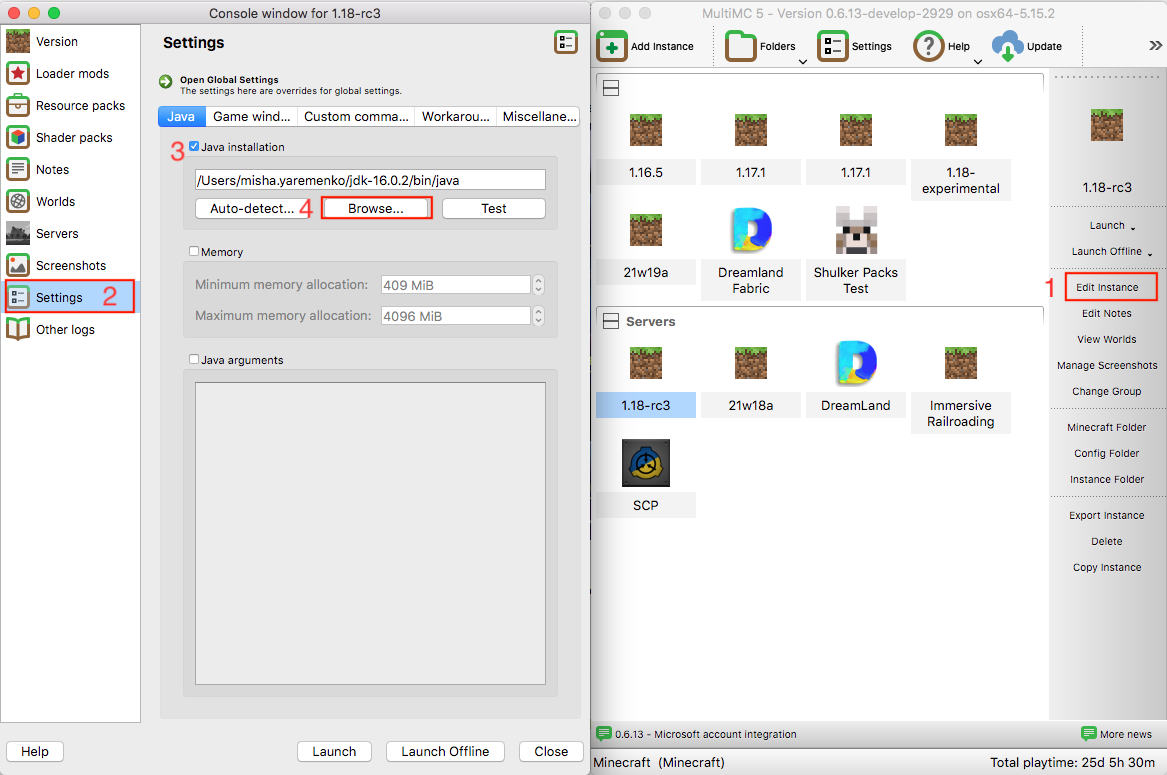 Console window for 1.18-rc3
Version
Loader mods
Resource packs
Shader packs
Notes
Worlds
Servers
Screenshots
Settings 2
Other logs
Settings
Open Global Settings
The settings here are overrides for global settings.
Java Game wind... Custom comma... Workarou... Miscellane...
3 Java installation
/Users/misha.yaremenko/jdk-16.0.2/bin/java
Auto-detect... 4 Browse... Test
Memory
Minimum memory allocation: 409 MiB
Maximum memory allocation: 4096 MiB
Java arguments
Help Launch Launch Offline Close
MultiMC 5 - Version 0.6.13-develop-2929 on osx64-5.15.2
Add Instance Folders Settings ? Help Update »
1.16.5 1.17.1 1.17.1 1.18-
experimental
21w19a Dreamland
Fabric
Shulker Packs
Test
Servers
1.18-rc3 21w18a DreamLand Immersive
Railroading
SCP
1.18-rc3
Launch
Launch Offline
1 Edit Instance
Edit Notes
View Worlds
Manage Screenshots
Change Group
Minecraft Folder
Config Folder
Instance Folder
Export Instance
Delete
Copy Instance
0.6.13 - Microsoft account integration More news
Minecraft (Minecraft) Total playtime: 25d 5h 30m